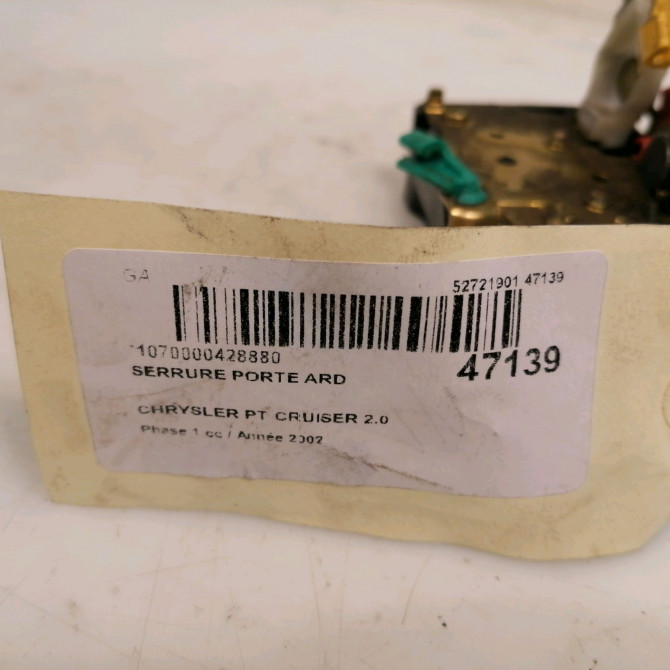 GA
52721901 47139
*1070000428880
47139
SERRURE PORTE ARD
CHRYSLER PT CRUISER 2.0
Phase 1 cc / Année 2002